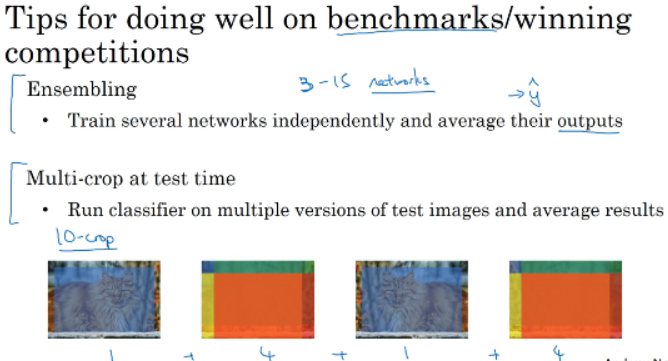 Tips for doing well on benchmarks/winning
competitions
Ensembling
3-15 networks
→ ŷ
• Train several networks independently and average their outputs
Multi-crop at test time
• Run classifier on multiple versions of test images and average results
10-crop
1 + 4 + 1 + 4